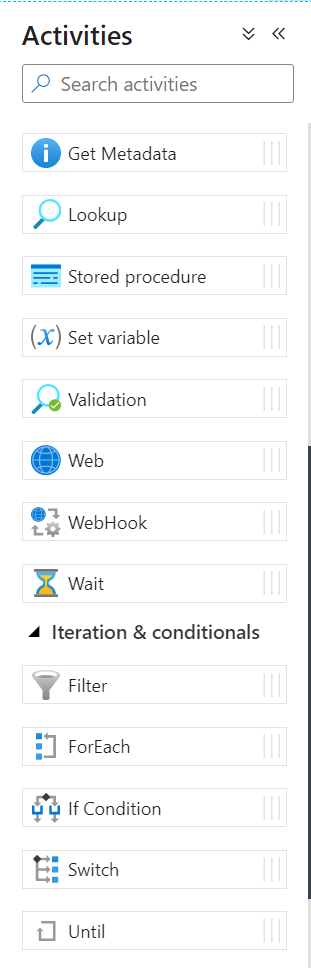 Activities
Search activities
Get Metadata
Lookup
Stored procedure
(x) Set variable
Validation
Web
WebHook
Wait
Iteration & conditionals
Filter
ForEach
If Condition
Switch
Until